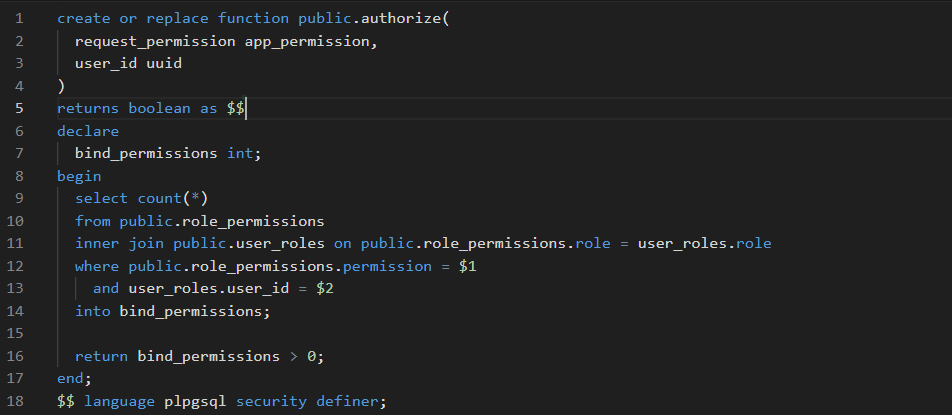 1 create or replace function public.authorize(
2 request_permission app_permission,
3 user_id uuid
4 )
5 returns boolean as $$
6 declare
7 bind_permissions int;
8 begin
9 select count(*)
10 from public.role_permissions
11 inner join public.user_roles on public.role_permissions.role = user_roles.role
12 where public.role_permissions.permission = $1
13 and user_roles.user_id = $2
14 into bind_permissions;
15
16 return bind_permissions > 0;
17 end;
18 $$ language plpgsql security definer;